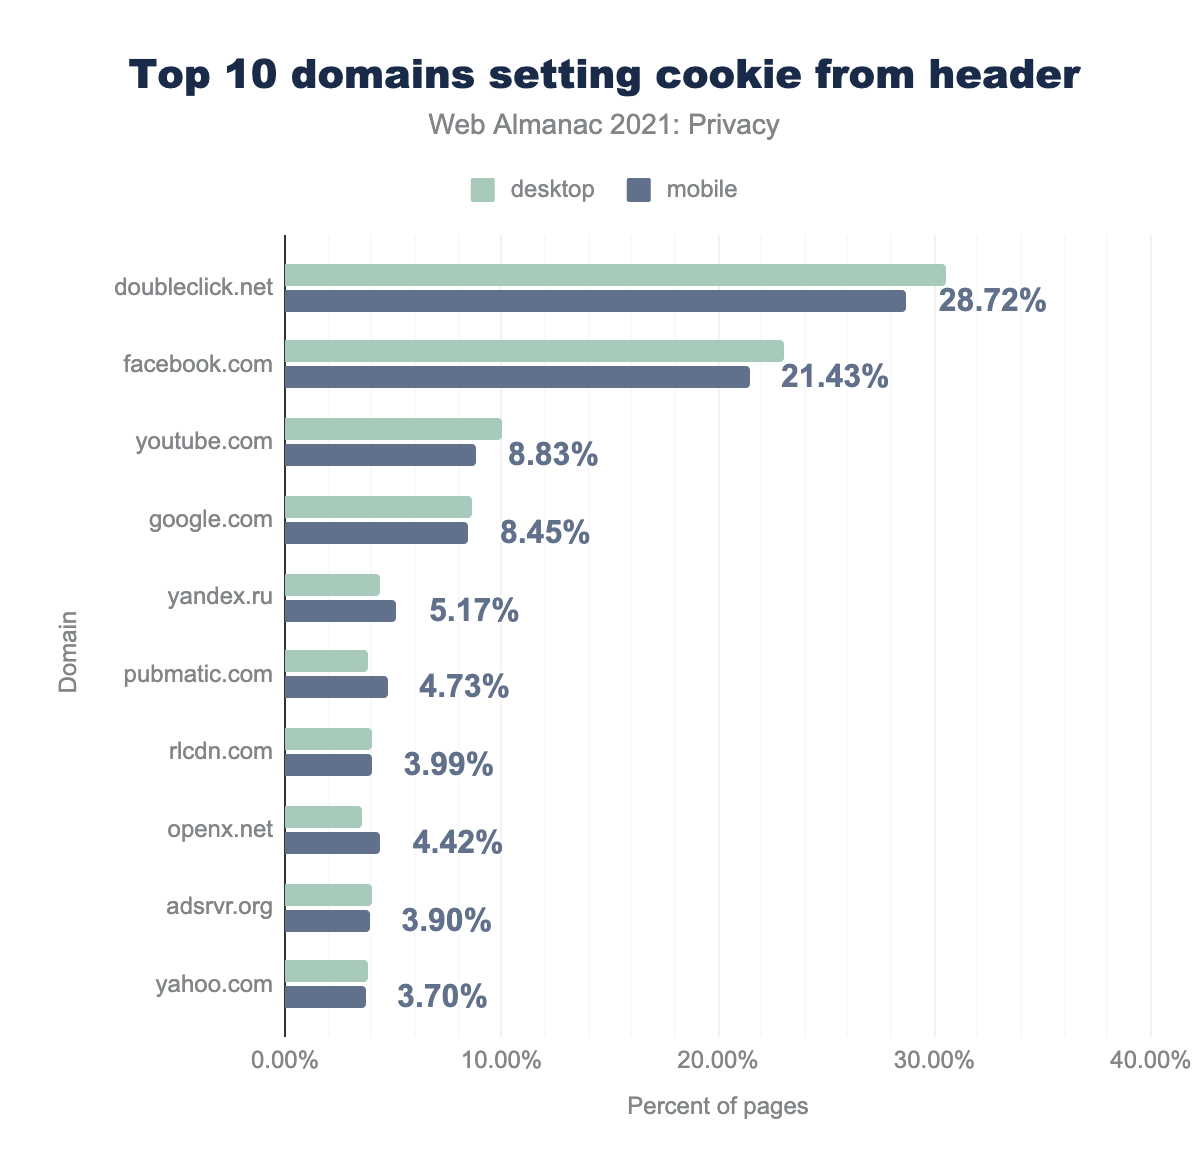 Top 10 domains setting cookie from header
Web Almanac 2021: Privacy
desktop
mobile
doubleclick.net
28.72%
facebook.com
21.43%
youtube.com
8.83%
google.com
8.45%
yandex.ru
5.17%
pubmatic.com
4.73%
rlcdn.com
3.99%
openx.net
4.42%
adsrvr.org
3.90%
yahoo.com
3.70%
Domain
0.00% 10.00% 20.00% 30.00% 40.00%
Percent of pages